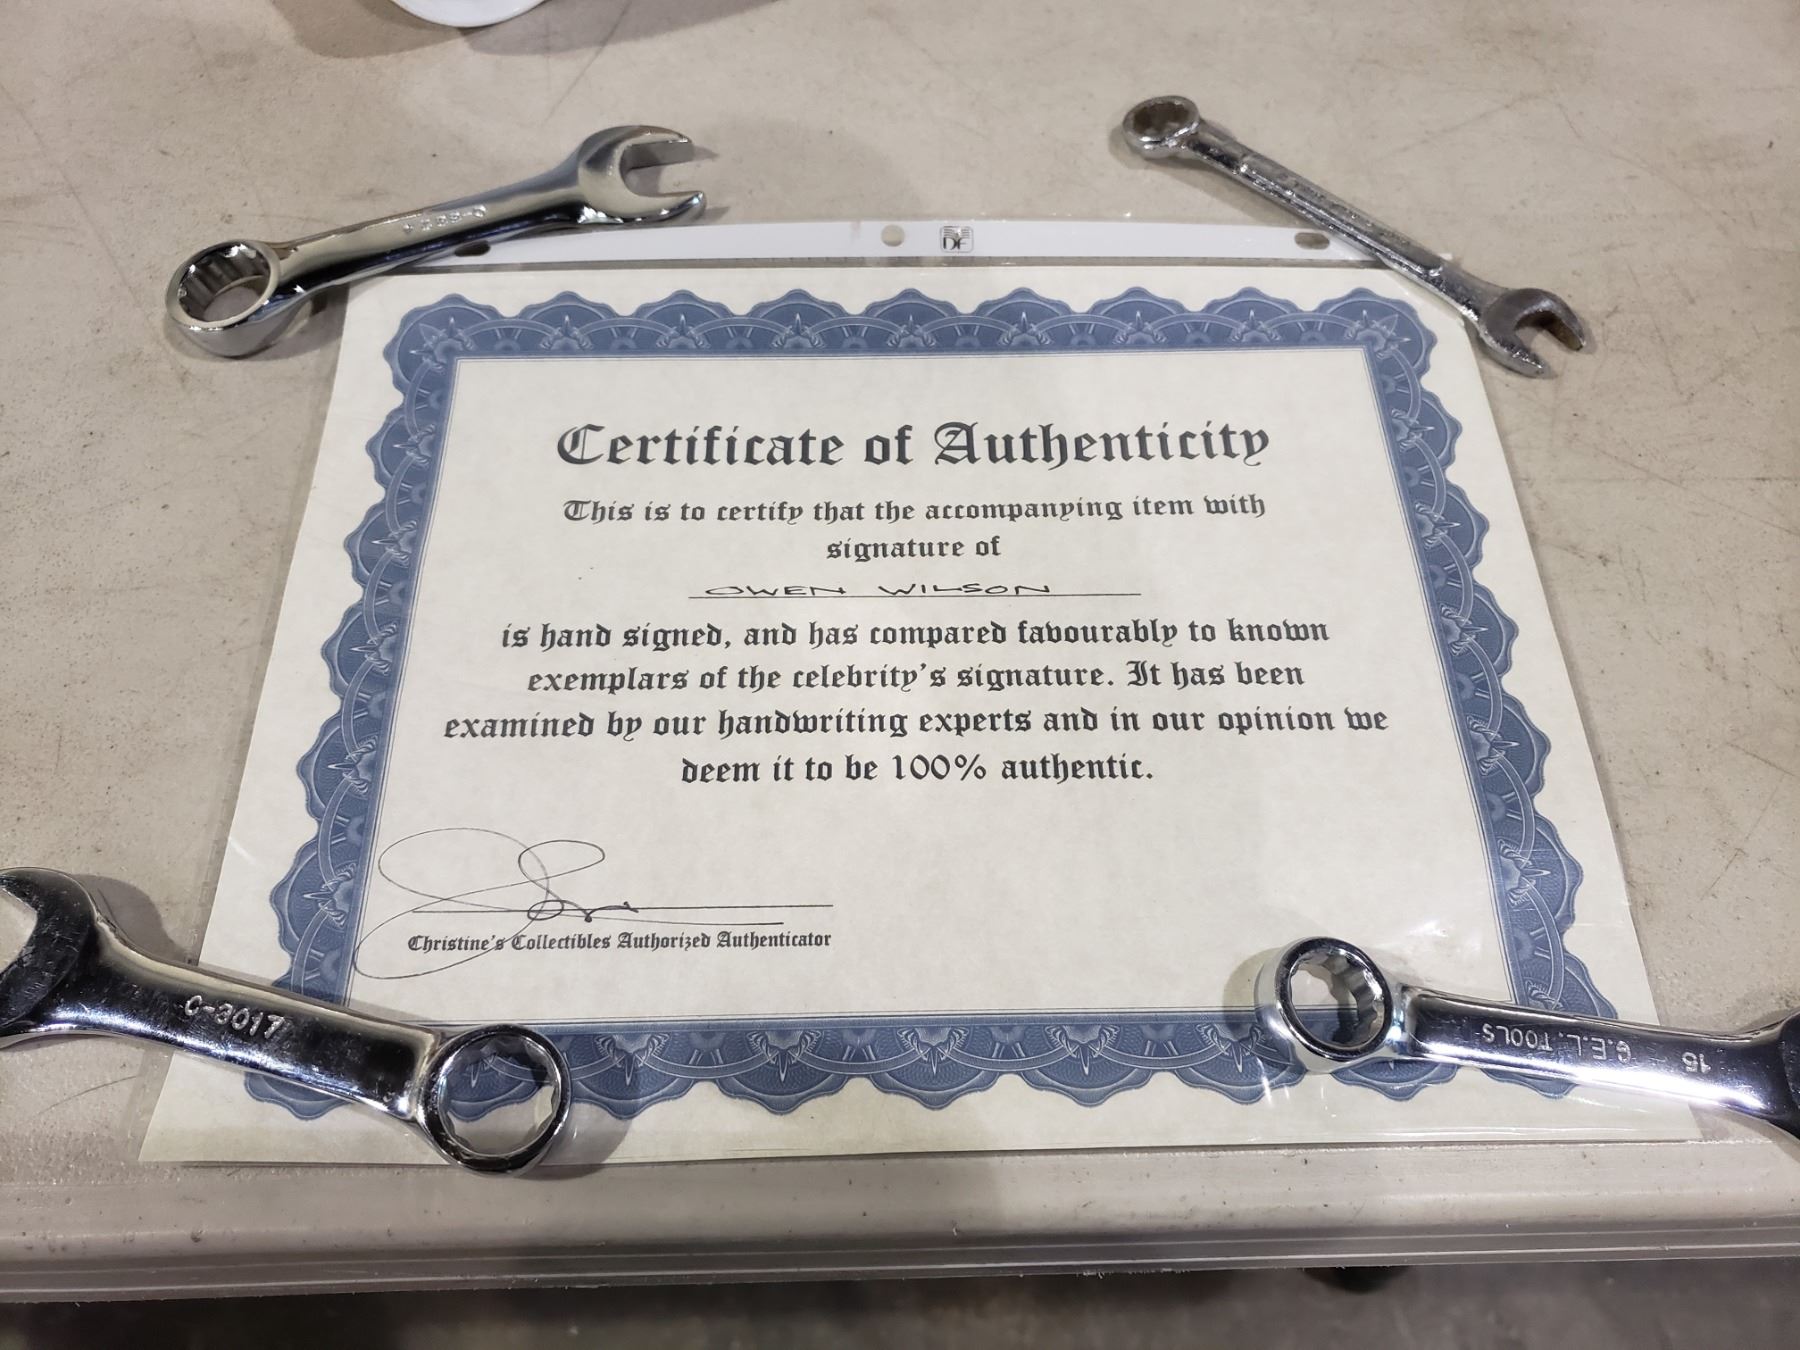 DF
Certificate of Authenticity
This is to certify that the accompanying item with
signature of
OWEN WILSON
is hand signed, and has compared favourably to known
exemplars of the celebrity's signature. It has been
examined by our handwriting experts and in our opinion we
deem it to be 100% authentic.
Christine's Collectibles Authorized Authenticator
C-3017
G.E.L. TOOLS 15